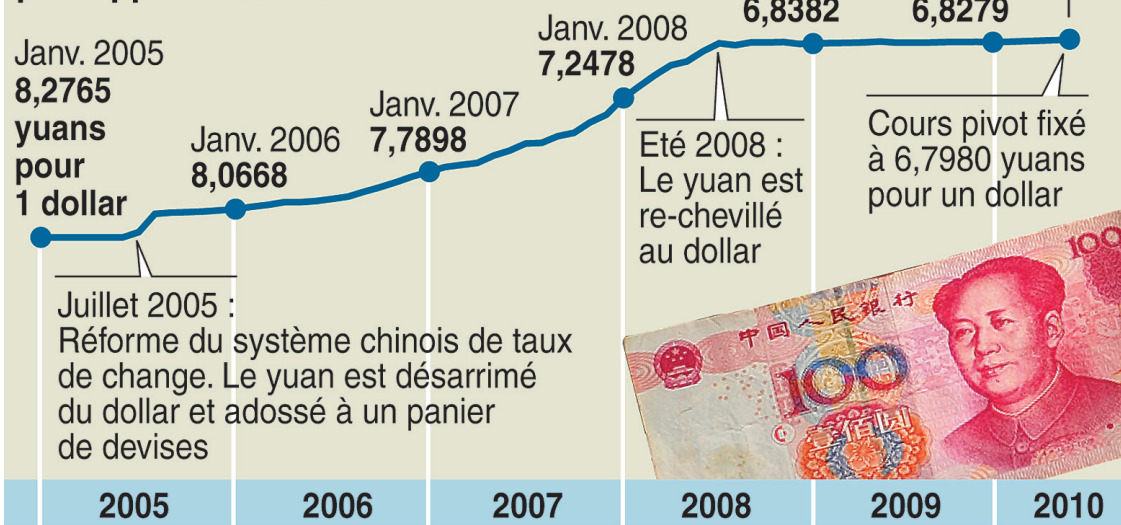 6,8382
6,8279
Janv. 2005
8,2765
yuans
pour
1 dollar
Janv. 2006
8,0668
Janv. 2007
7,7898
Janv. 2008
7,2478
Juillet 2005 :
Réforme du système chinois de taux
de change. Le yuan est désarrimé
du dollar et adossé à un panier
de devises
Eté 2008 :
Le yuan est
re-chevillé
au dollar
Cours pivot fixé
à 6,7980 yuans
pour un dollar
中国人民银行
100
100
壹佰圆
2005
2006
2007
2008
2009
2010